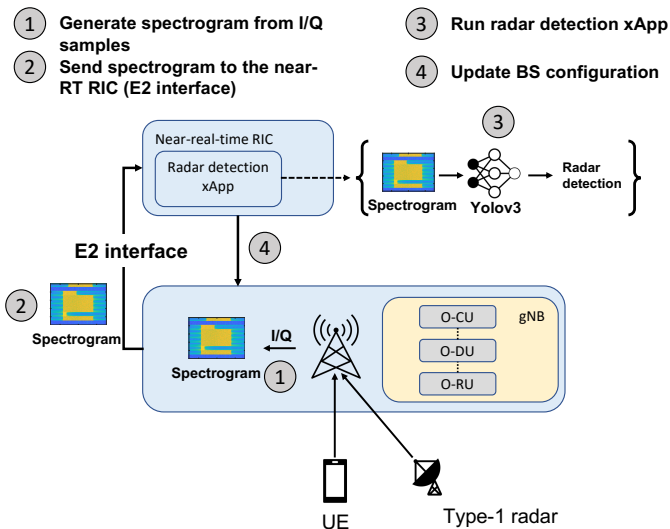 1 Generate spectrogram from I/Q
samples
2 Send spectrogram to the near-
RT RIC (E2 interface)
3 Run radar detection xApp
4 Update BS configuration
Near-real-time RIC
Radar detection
xApp
3
Spectrogram
Yolov3
Radar
detection
E2 interface
4
2
Spectrogram
I/Q
Spectrogram
1
gNB
O-CU
O-DU
O-RU
UE
Type-1 radar